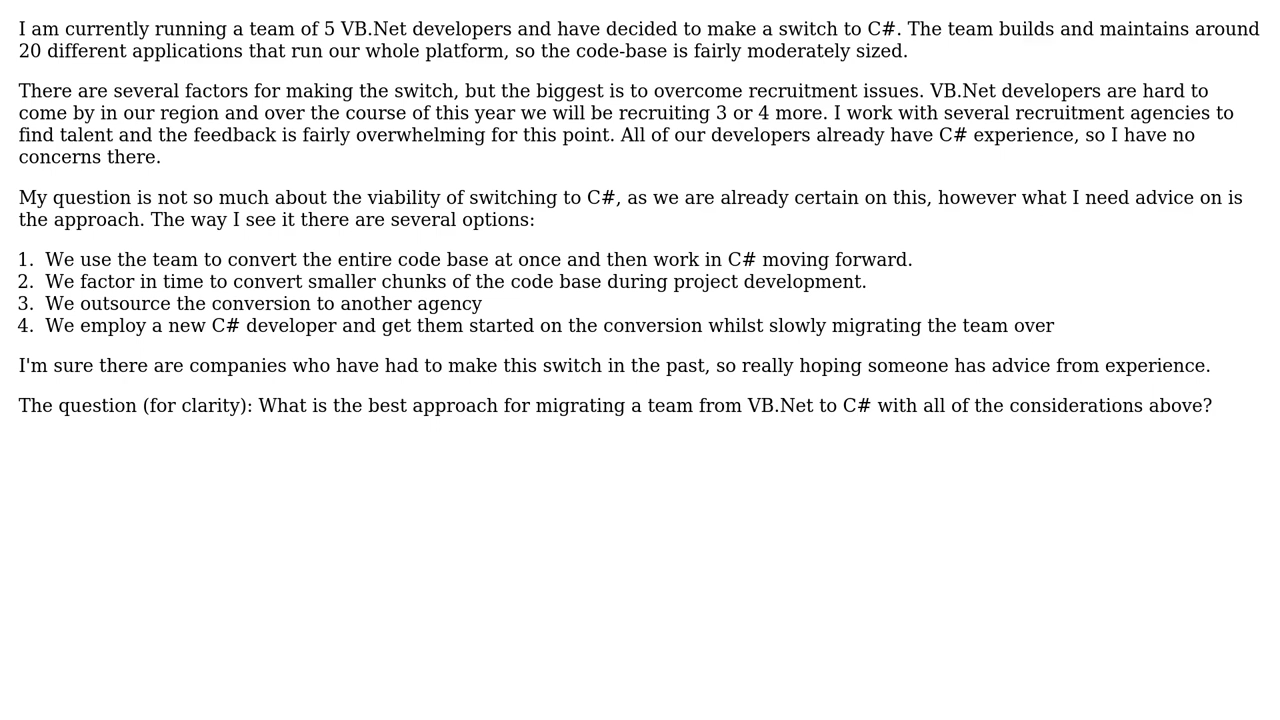 I am currently running a team of 5 VB.Net developers and have decided to make a switch to C#. The team builds and maintains around
20 different applications that run our whole platform, so the code-base is fairly moderately sized.
There are several factors for making the switch, but the biggest is to overcome recruitment issues. VB.Net developers are hard to
come by in our region and over the course of this year we will be recruiting 3 or 4 more. I work with several recruitment agencies to
find talent and the feedback is fairly overwhelming for this point. All of our developers already have C# experience, so I have no
concerns there.
My question is not so much about the viability of switching to C#, as we are already certain on this, however what I need advice on is
the approach. The way I see it there are several options:
1. We use the team to convert the entire code base at once and then work in C# moving forward.
2. We factor in time to convert smaller chunks of the code base during project development.
3. We outsource the conversion to another agency
4. We employ a new C# developer and get them started on the conversion whilst slowly migrating the team over
I'm sure there are companies who have had to make this switch in the past, so really hoping someone has advice from experience.
The question (for clarity): What is the best approach for migrating a team from VB.Net to C# with all of the considerations above?